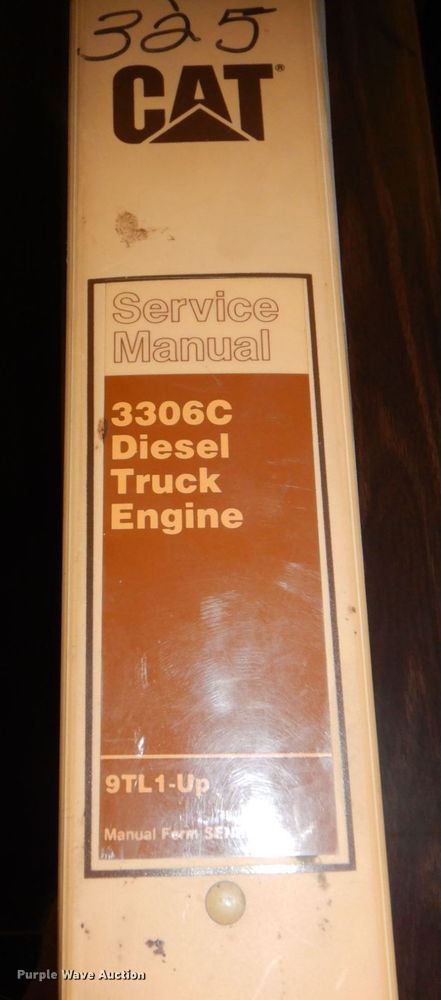 325
CAT®
Service
Manual
3306C
Diesel
Truck
Engine
9TL1-Up
Manual Form
Purple Wave Auction